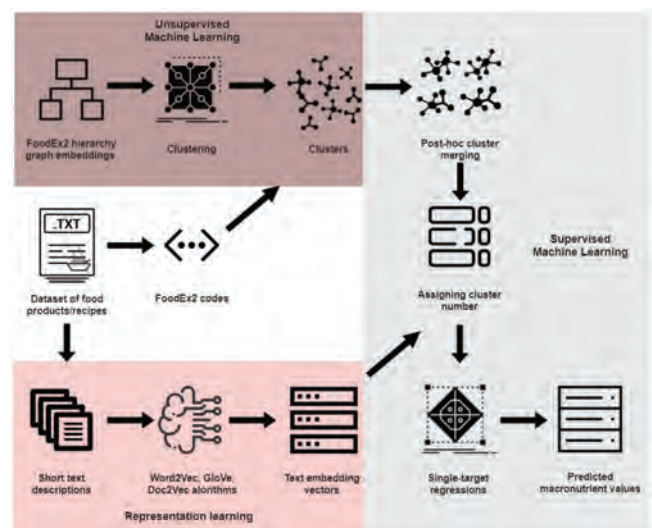 Unsupervised
Machine Learning
FoodEx2 hierarchy
graph embeddings
Clustering
Clusters
Post-hoc cluster
merging
.TXT
Dataset of food
products/recipes
FoodEx2 codes
Assigning cluster
number
Supervised
Machine Learning
Short text
descriptions
Word2Vec, GloVe,
Doc2Vec alonthms
Text embedding
vectors
Single-target
regressions
Predicted
macronutrient values
Representation learning